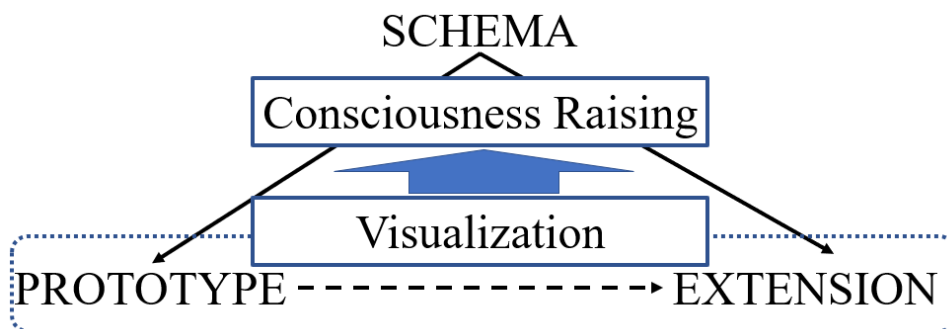 SCHEMA
Consciousness Raising
Visualization
PROTOTYPE
EXTENSION